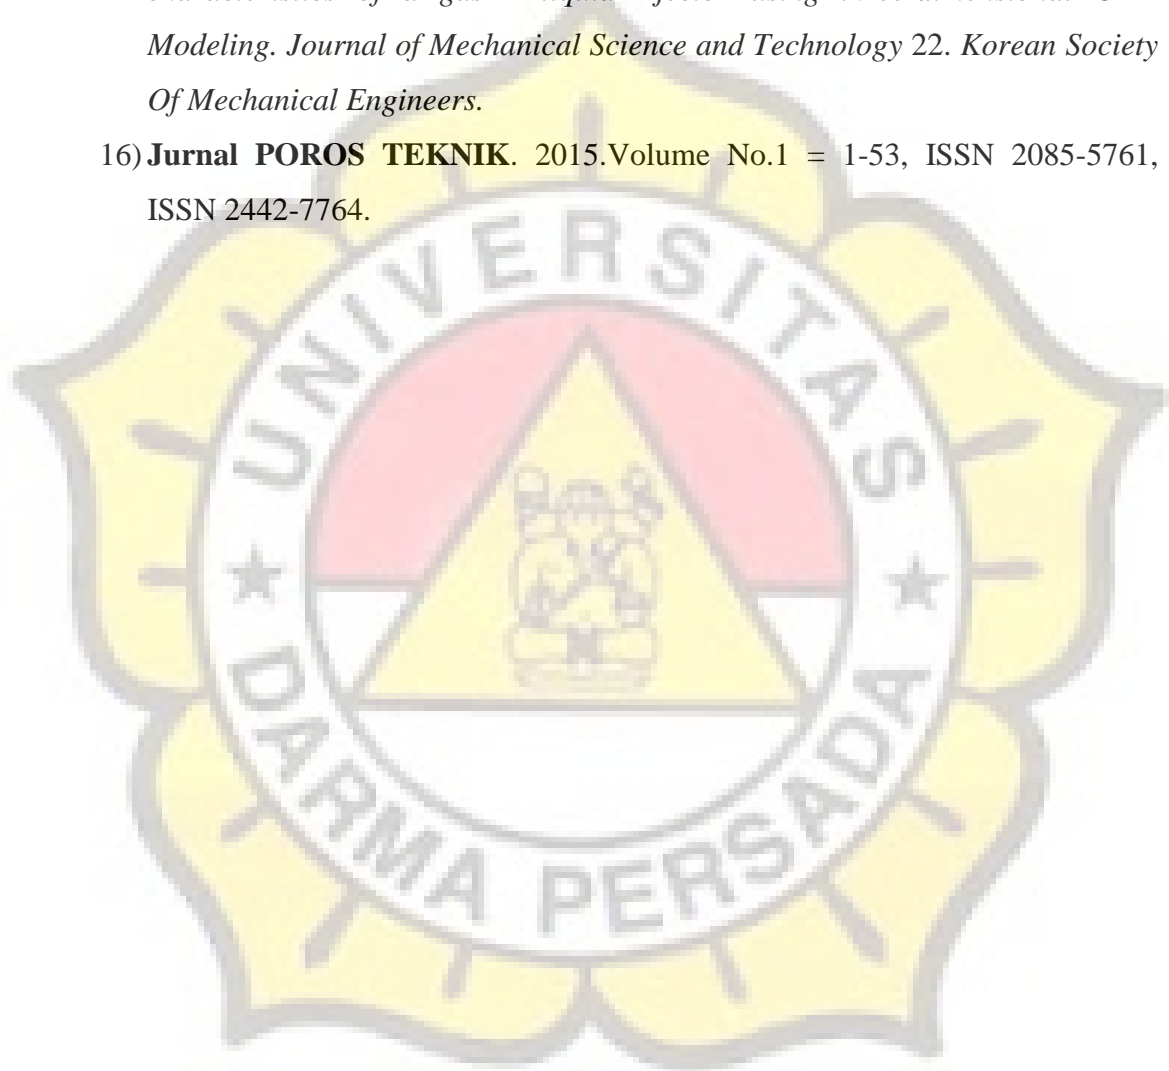 Modeling. Journal of Mechanical Science and Technology 22. Korean Society
Of Mechanical Engineers.
16) Jurnal POROS TEKNIK. 2015.Volume No.1 = 1-53, ISSN 2085-5761,
ISSN 2442-7764.
UNIVERSITAS
DARMA PERSADA